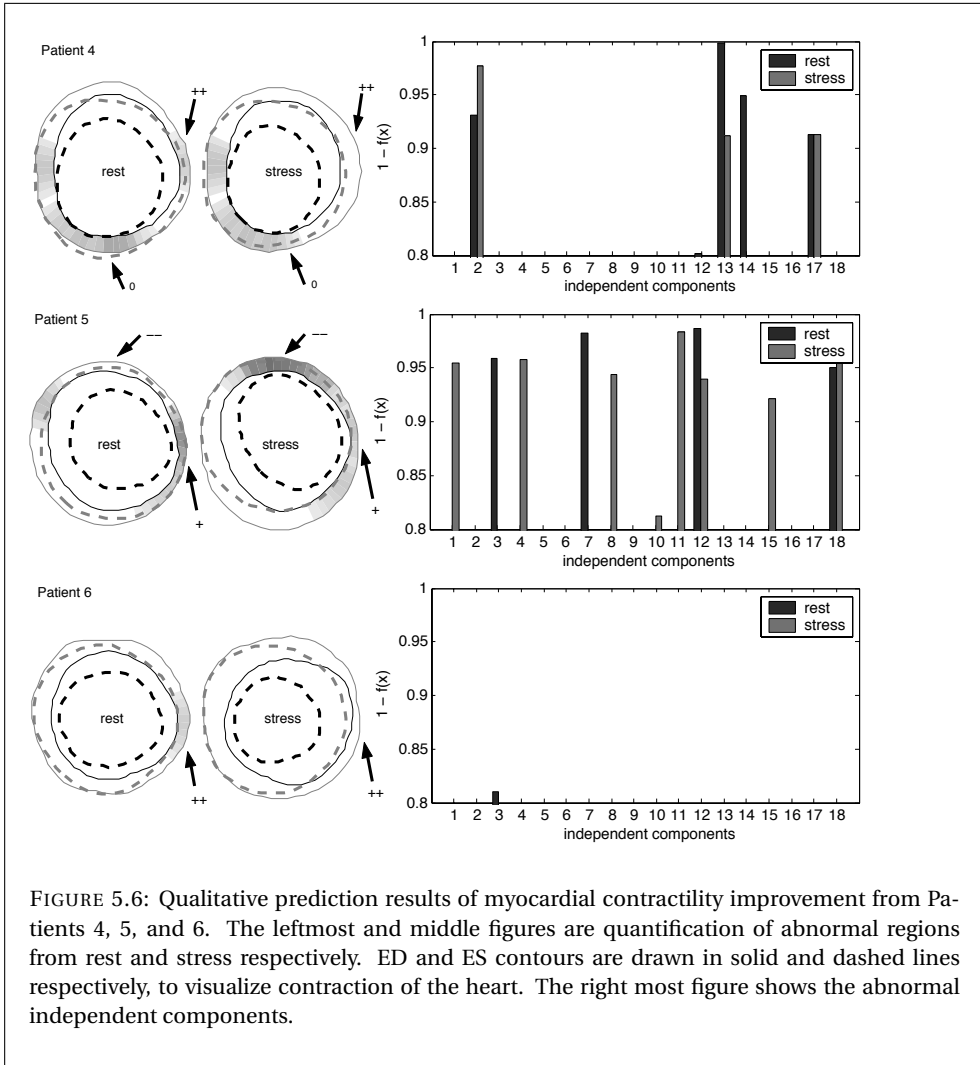 Patient 4
++
++
rest
stress
0
0
1
0.95
0.9
0.85
0.8
1 − f(x)
rest
stress
1 2 3 4 5 6 7 8 9 10 11 12 13 14 15 16 17 18
independent components
Patient 5
−−
−−
rest
stress
+
+
1
0.95
0.9
0.85
0.8
1 − f(x)
rest
stress
1 2 3 4 5 6 7 8 9 10 11 12 13 14 15 16 17 18
independent components
Patient 6
rest
stress
++
++
1
0.95
0.9
0.85
0.8
1 − f(x)
rest
stress
1 2 3 4 5 6 7 8 9 10 11 12 13 14 15 16 17 18
independent components
FIGURE 5.6: Qualitative prediction results of myocardial contractility improvement from Pa-
tients 4, 5, and 6. The leftmost and middle figures are quantification of abnormal regions
from rest and stress respectively. ED and ES contours are drawn in solid and dashed lines
respectively, to visualize contraction of the heart. The right most figure shows the abnormal
independent components.